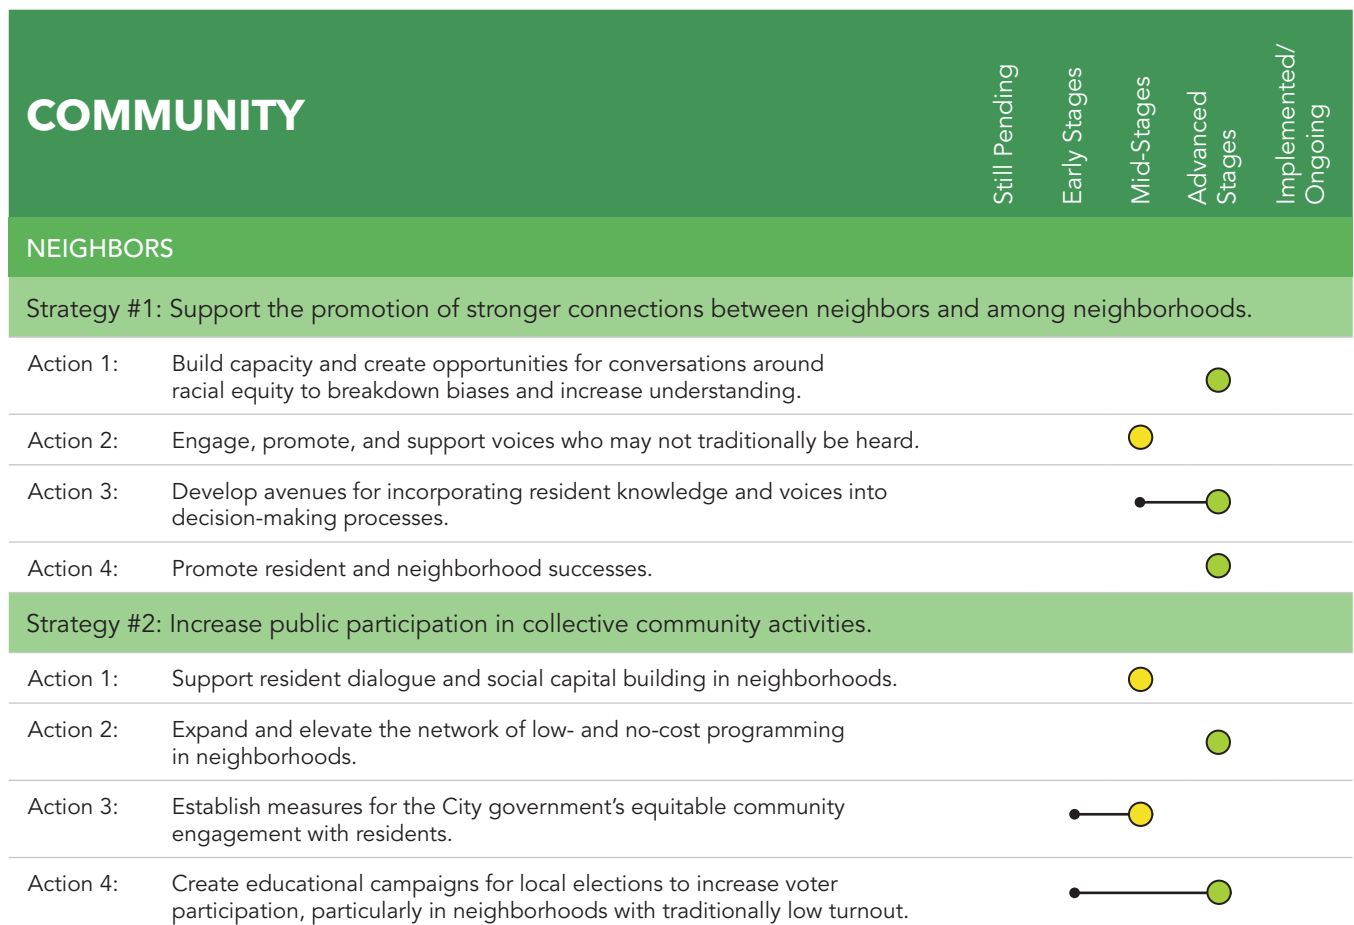 COMMUNITY
Still Pending
Early Stages
Mid-Stages
Advanced
Stages
Implemented/
Ongoing
NEIGHBORS
Strategy #1: Support the promotion of stronger connections between neighbors and among neighborhoods.
Action 1: Build capacity and create opportunities for conversations around
racial equity to breakdown biases and increase understanding.
Action 2: Engage, promote, and support voices who may not traditionally be heard.
Action 3: Develop avenues for incorporating resident knowledge and voices into
decision-making processes.
Action 4: Promote resident and neighborhood successes.
Strategy #2: Increase public participation in collective community activities.
Action 1: Support resident dialogue and social capital building in neighborhoods.
Action 2: Expand and elevate the network of low- and no-cost programming
in neighborhoods.
Action 3: Establish measures for the City government’s equitable community
engagement with residents.
Action 4: Create educational campaigns for local elections to increase voter
participation, particularly in neighborhoods with traditionally low turnout.